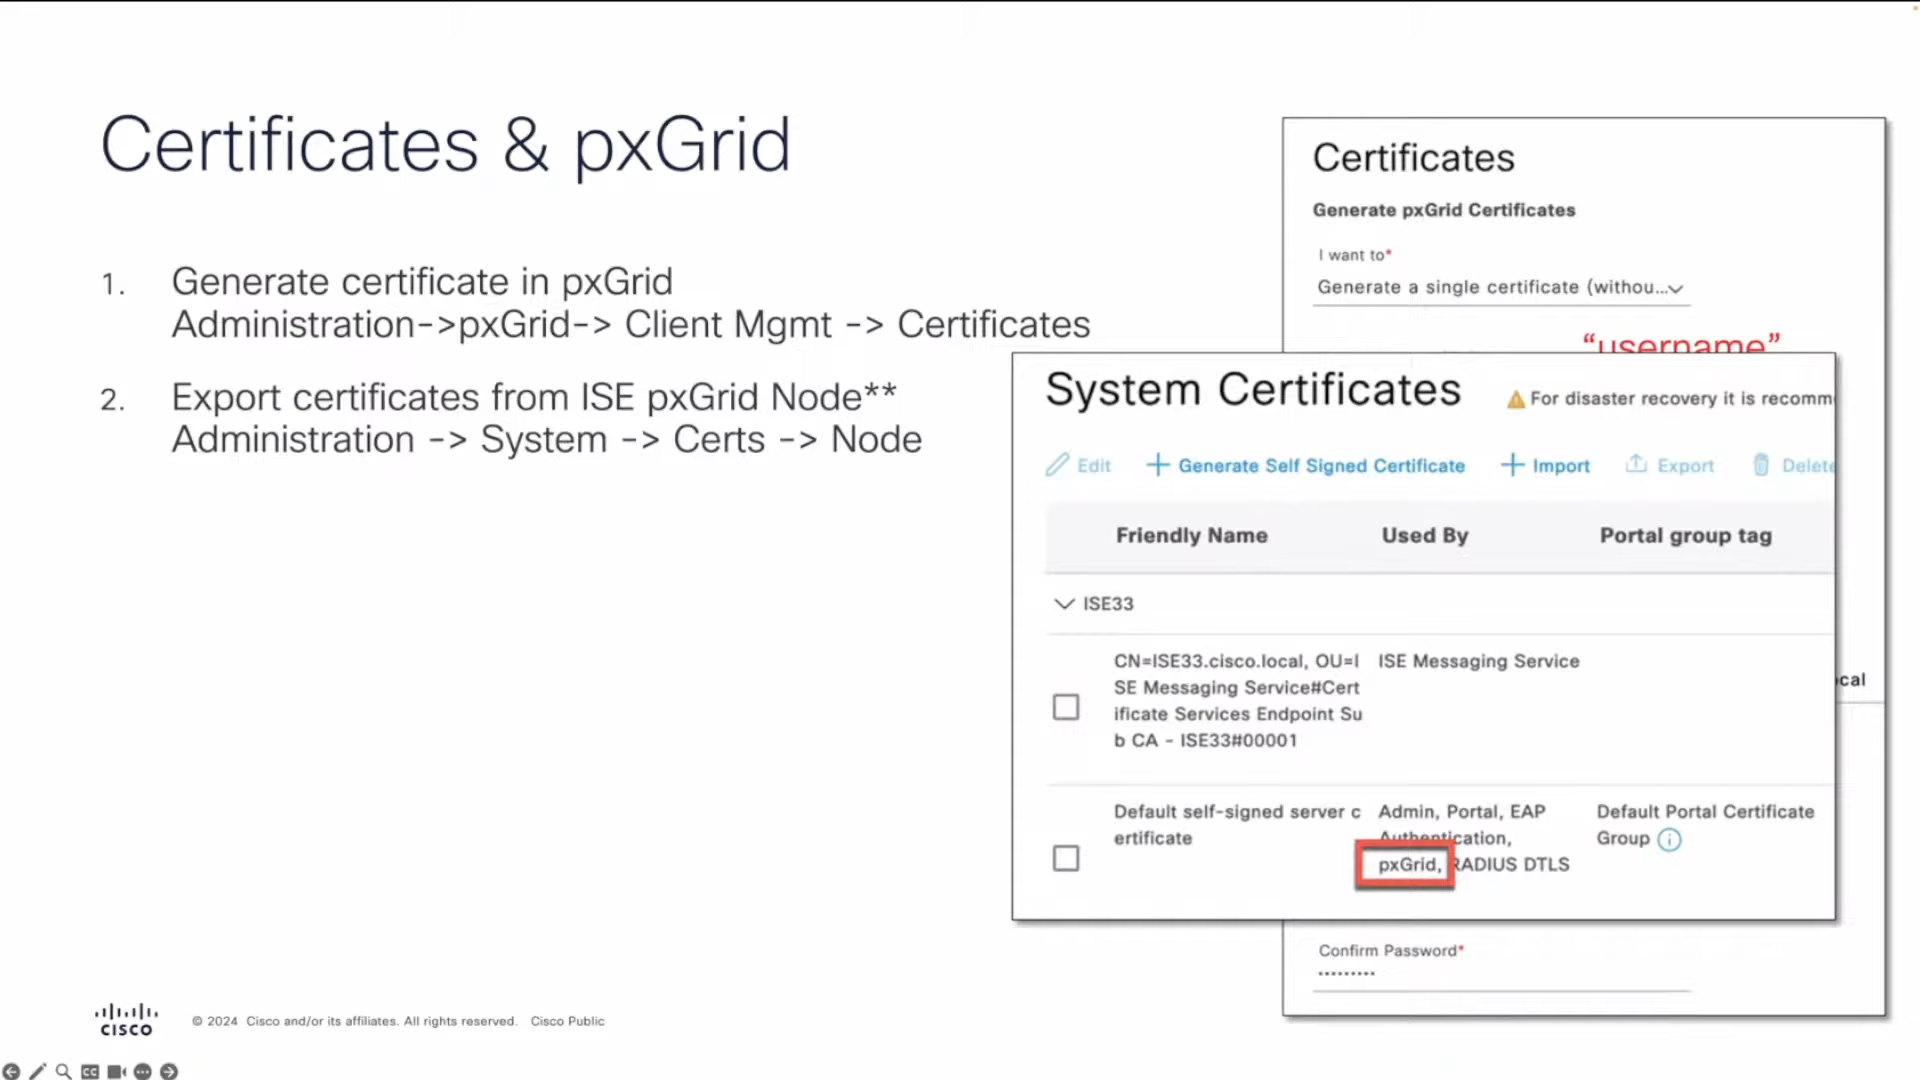 Certificates & pxGrid
1. Generate certificate in pxGrid
Administration->pxGrid-> Client Mgmt -> Certificates
2. Export certificates from ISE pxGrid Node**
Administration -> System -> Certs -> Node
Certificates
Generate pxGrid Certificates
I want to*
Generate a single certificate (withou...
“username”
System Certificates
For disaster recovery it is recomm
Edit
Generate Self Signed Certificate
Import
Export
Delete
Friendly Name
Used By
Portal group tag
ISE33
CN=ISE33.cisco.local, OU=I
SE Messaging Service#Cert
ificate Services Endpoint Su
b CA - ISE33#00001
ISE Messaging Service
Default self-signed server c
ertificate
Admin, Portal, EAP
Authentication,
pxGrid, RADIUS DTLS
Default Portal Certificate
Group
cal
Confirm Password*
CISCO
© 2024 Cisco and/or its affiliates. All rights reserved. Cisco Public
CC